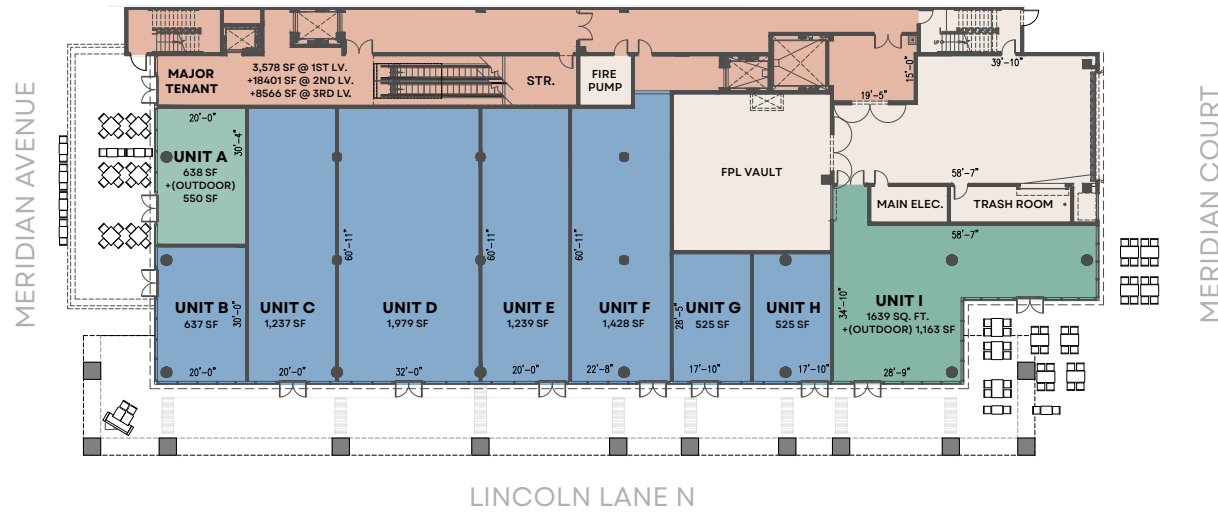 MERIDIAN AVENUE
MERIDIAN COURT
MAJOR
TENANT
3,578 SF @ 1ST LV.
+18401 SF @ 2ND LV.
+8566 SF @ 3RD LV.
STR.
FIRE
PUMP
15'-0"
19'-5"
39'-10"
58'-7"
FPL VAULT
MAIN ELEC.
TRASH ROOM
58'-7"
20'-0"
30'-4"
UNIT A
638 SF
+(OUTDOOR)
550 SF
UNIT B
637 SF
30'-0"
20'-0"
UNIT C
1,237 SF
60'-11"
20'-0"
UNIT D
1,979 SF
60'-11"
32'-0"
UNIT E
1,239 SF
60'-11"
20'-0"
UNIT F
1,428 SF
22'-8"
28'-5"
UNIT G
525 SF
17'-10"
UNIT H
525 SF
17'-10"
34'-10"
UNIT I
1639 SQ. FT.
+(OUTDOOR) 1,163 SF
28'-9"
LINCOLN LANE N